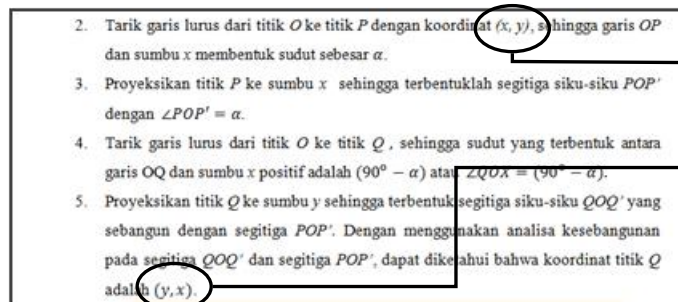 2. Tarik garis lurus dari titik O ke titik P dengan koordinat (x, y), sehingga garis OP
dan sumbu x membentuk sudut sebesar α.
3. Proyeksikan titik P ke sumbu x sehingga terbentuklah segitiga siku-siku POP′
dengan ∠POP′ = α.
4. Tarik garis lurus dari titik O ke titik Q , sehingga sudut yang terbentuk antara
garis OQ dan sumbu x positif adalah (90° − α) atau ∠QOX = (90° − α).
5. Proyeksikan titik Q ke sumbu y sehingga terbentuk segitiga siku-siku QOQ′ yang
sebangun dengan segitiga POP′. Dengan menggunakan analisa kesebangunan
pada segitiga QOQ′ dan segitiga POP′, dapat diketahui bahwa koordinat titik Q
adalah (y, x).